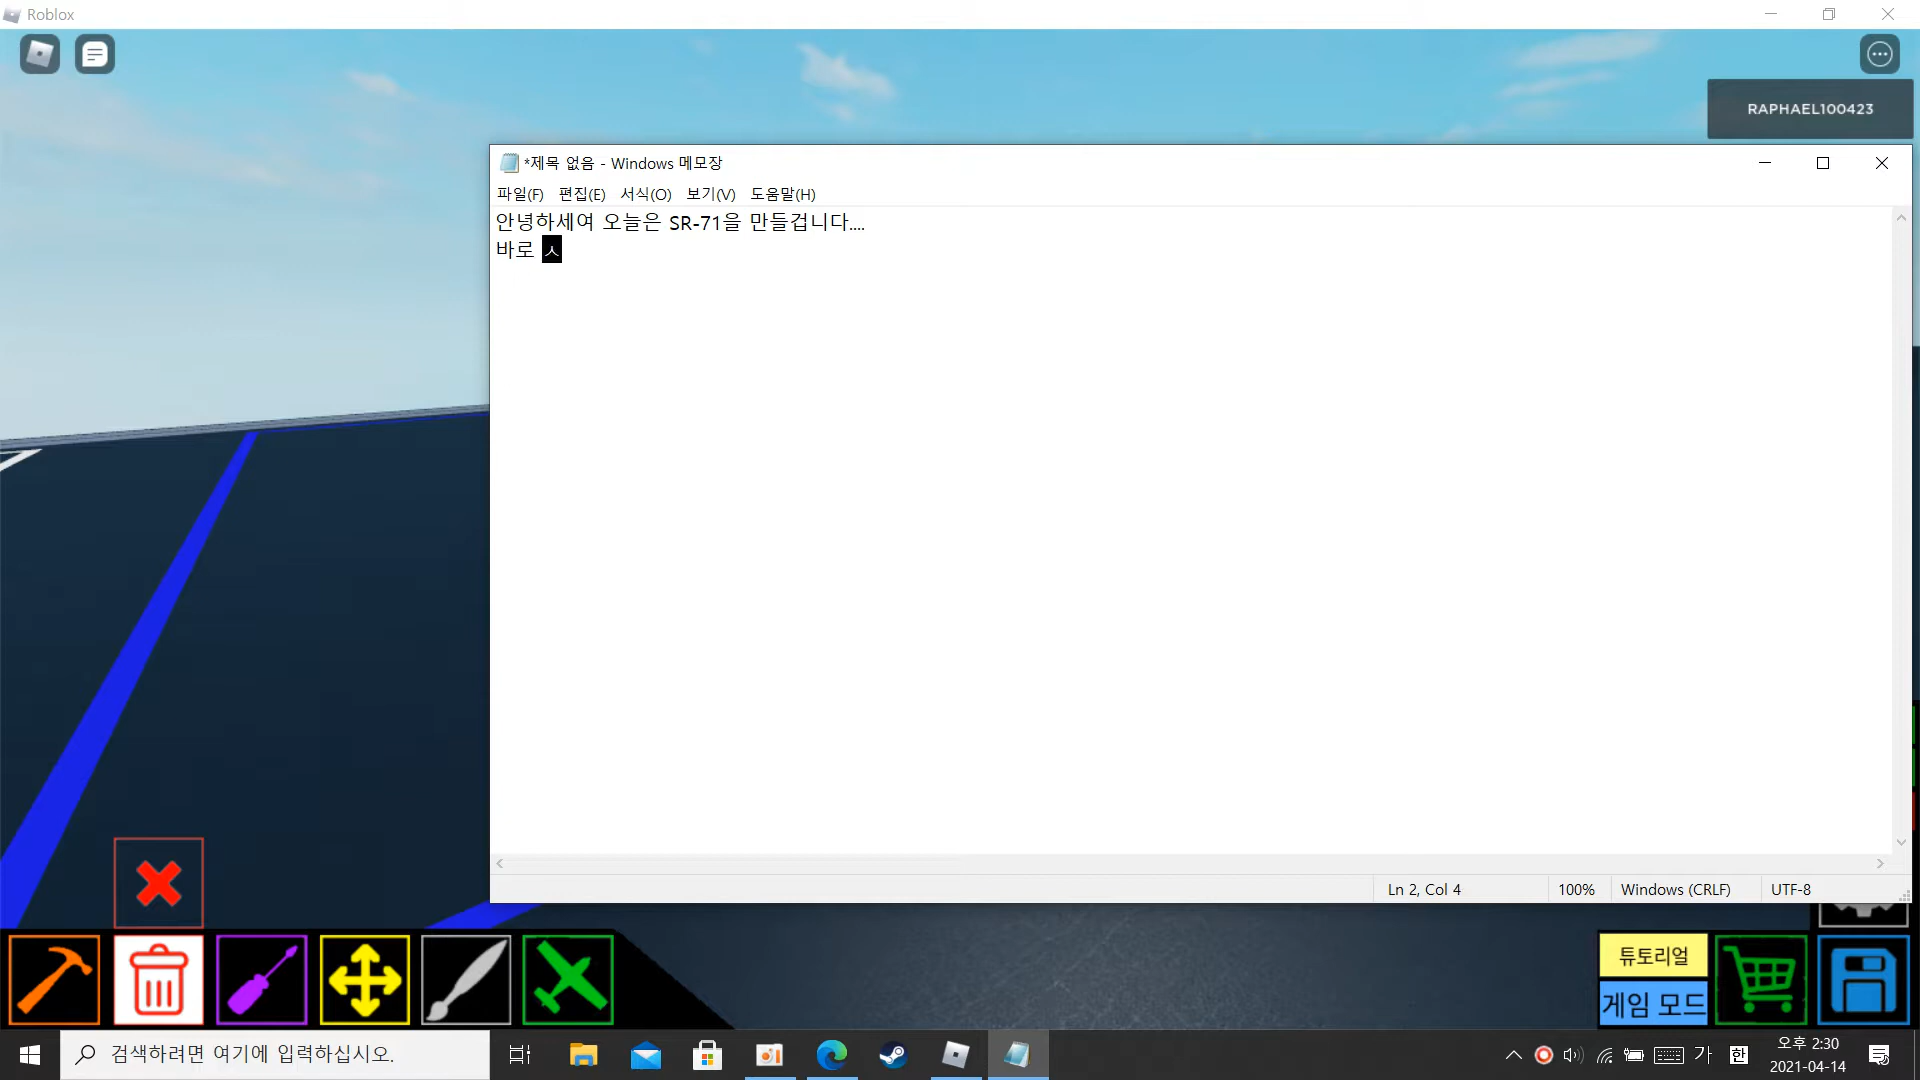 Roblox
RAPHAEL100423
*제목 없음 - Windows 메모장
파일(F) 편집(E) 서식(O) 보기(V) 도움말(H)
안녕하세여 오늘은 SR-71을 만들겁니다....
바로 ㅅ
Ln 2, Col 4 100% Windows (CRLF) UTF-8
튜토리얼
게임 모드
검색하려면 여기에 입력하십시오.
가 한
오후 2:30
2021-04-14